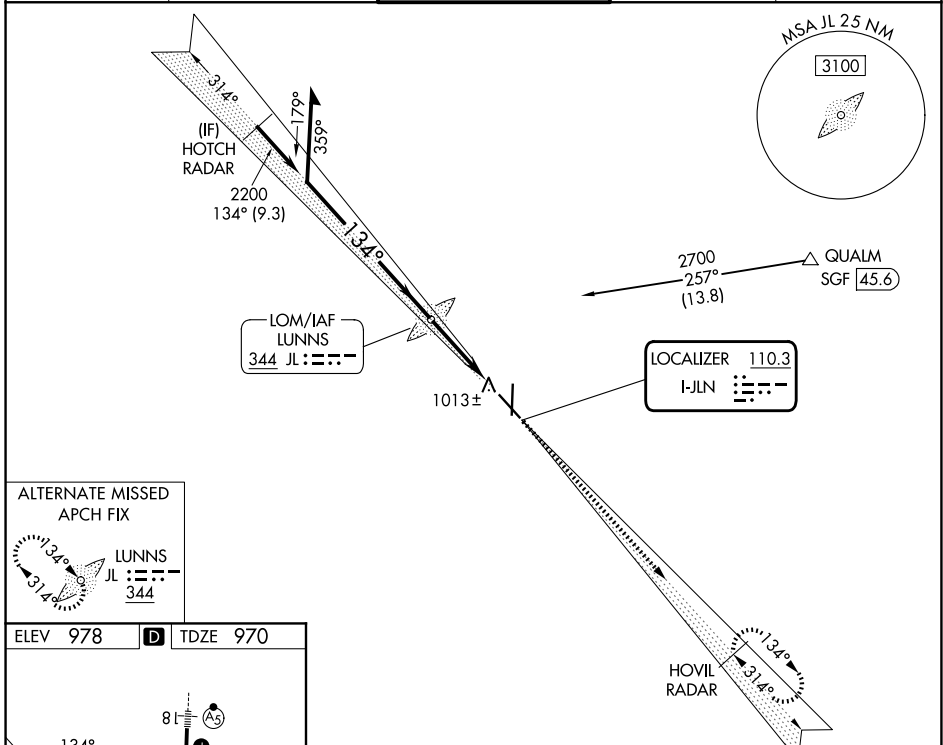 MSA JL 25 NM
3100
314°
179°
359°
(IF)
HOTCH
RADAR
2200
134° (9.3)
134°
2700
257°
(13.8)
QUALM
SGF 45.6
LOM/IAF
LUNNS
344 JL
LOCALIZER 110.3
I-JLN
1013±
ALTERNATE MISSED
APCH FIX
134°
314°
LUNNS
JL
344
HOVIL
RADAR
134°
314°
ELEV 978 D TDZE 970
18
A5
134°